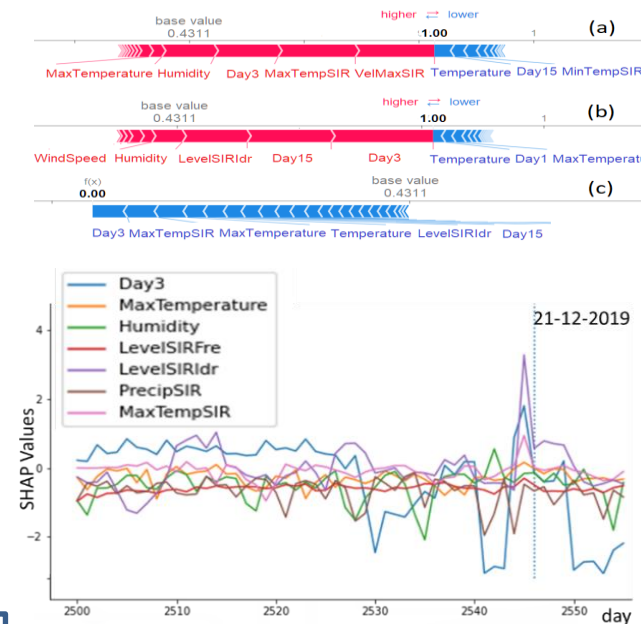 higher ⇄ lower
base value
0.4311 1.00 1 (a)
MaxTemperature Humidity Day3 MaxTempSIR VelMaxSIR Temperature Day15 MinTempSIR
higher ⇄ lower
base value
0.4311 1.00 (b)
WindSpeed Humidity LevelSIRIdr Day15 Day3 Temperature Day1 MaxTemperat
f(x) base value
0.00 0.4311 (c)
Day3 MaxTempSIR MaxTemperature Temperature LevelSIRIdr Day15
Day3
MaxTemperature
Humidity
LevelSIRFre
LevelSIRIdr
PrecipSIR
MaxTempSIR
21-12-2019
SHAP Values
4
2
0
−2
2500 2510 2520 2530 2540 2550
day